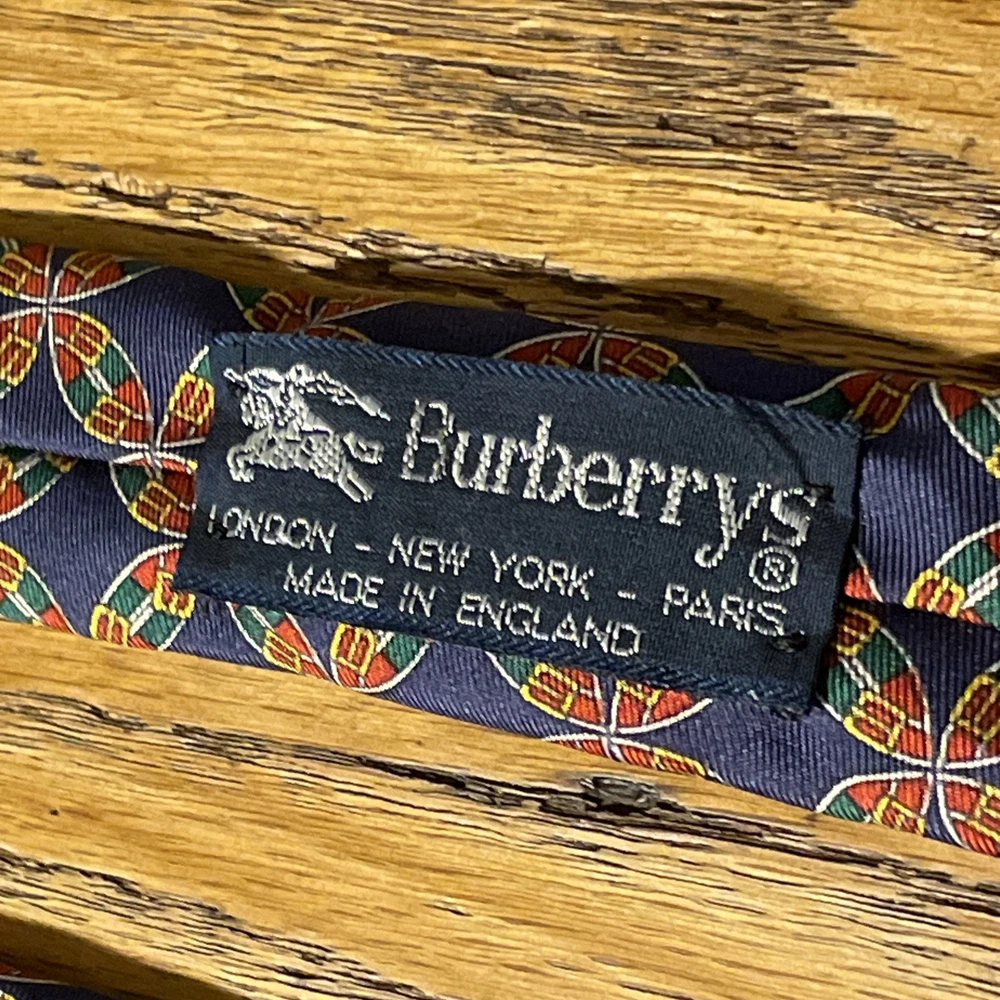 Burberrys®
LONDON - NEW YORK - PARIS
MADE IN ENGLAND